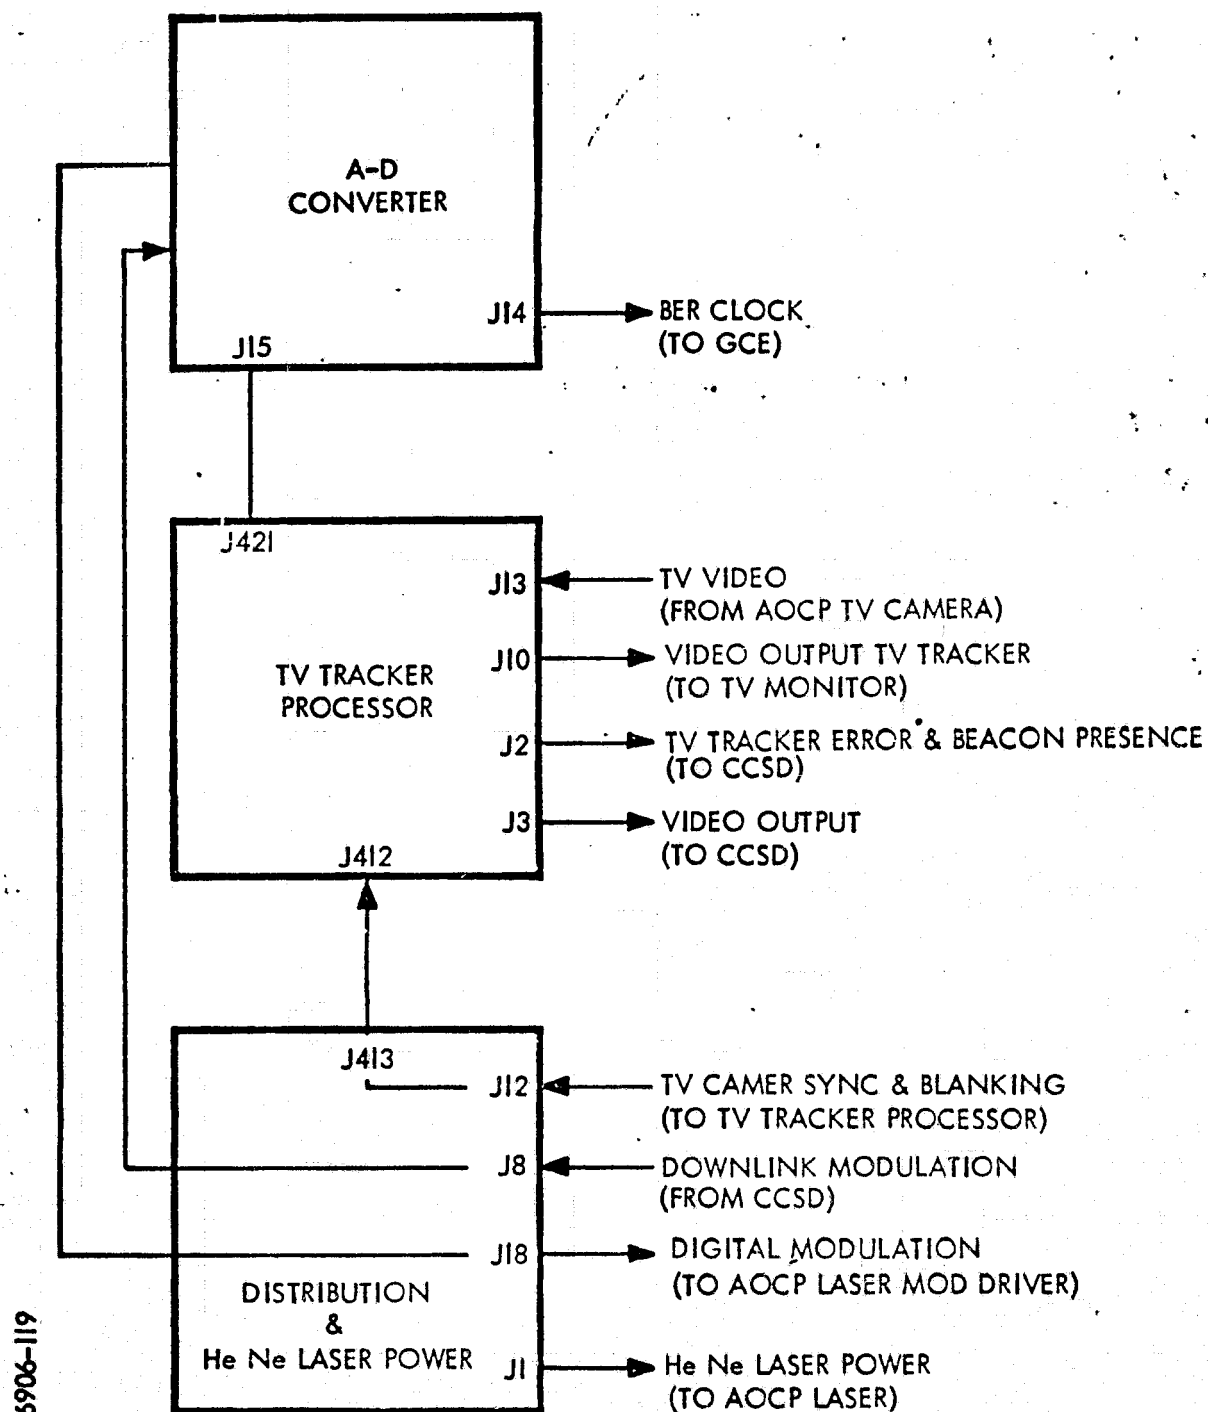 A-D
CONVERTER
J14
BER CLOCK
(TO GCE)
J15
J421
J13
TV VIDEO
(FROM AOCP TV CAMERA)
J10
VIDEO OUTPUT TV TRACKER
(TO TV MONITOR)
TV TRACKER
PROCESSOR
J2
TV TRACKER ERROR & BEACON PRESENCE
(TO CCSD)
J3
VIDEO OUTPUT
(TO CCSD)
J412
J413
J12
TV CAMER SYNC & BLANKING
(TO TV TRACKER PROCESSOR)
J8
DOWNLINK MODULATION
(FROM CCSD)
J18
DIGITAL MODULATION
(TO AOCP LASER MOD DRIVER)
DISTRIBUTION
&
He Ne LASER POWER
J1
He Ne LASER POWER
(TO AOCP LASER)
6906-119